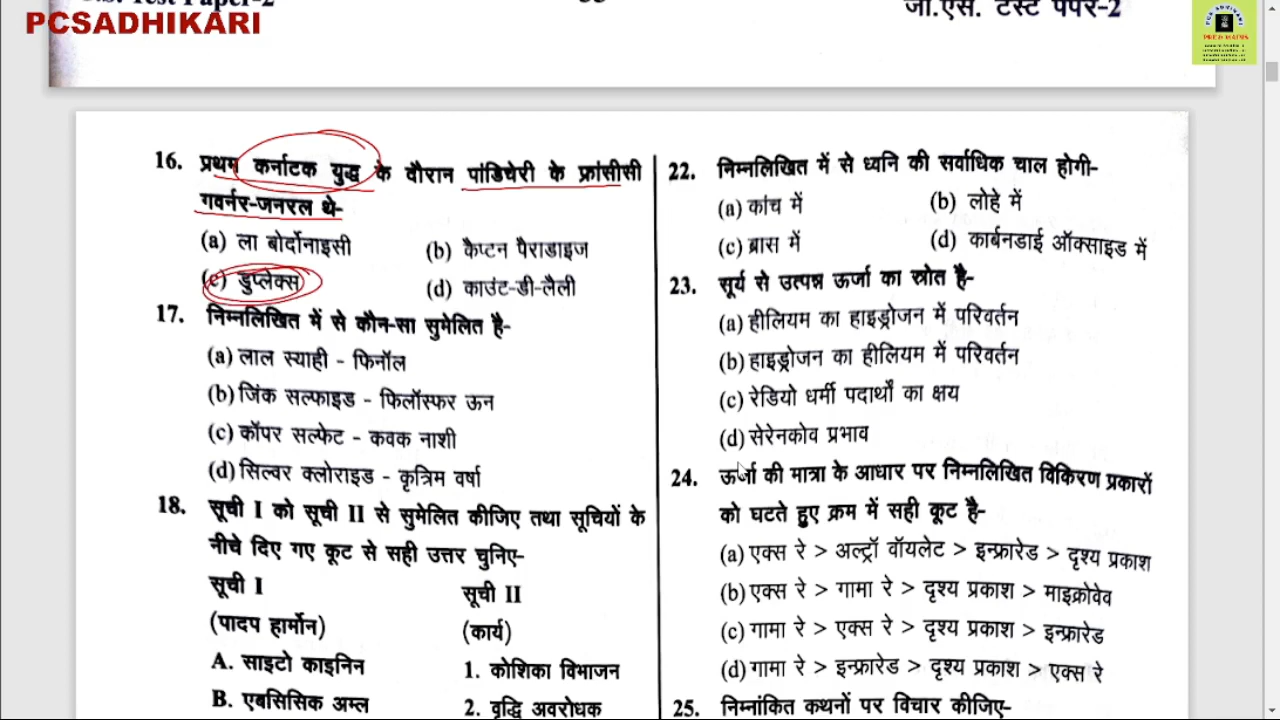 PCSADHIKARI
जी.एस. टेस्ट पेपर-2
16. प्रथम कर्नाटक युद्ध के दौरान पांडिचेरी के फ्रांसीसी
गवर्नर-जनरल थे-
(a) ला बोर्दोनाइसी (b) कैप्टन पैराडाइज
(c) डुप्लेक्स (d) काउंट-डी-लैली
17. निम्नलिखित में से कौन-सा सुमेलित है-
(a) लाल स्याही - फिनॉल
(b) जिंक सल्फाइड - फिलॉस्फर ऊन
(c) कॉपर सल्फेट - कवक नाशी
(d) सिल्वर क्लोराइड - कृत्रिम वर्षा
18. सूची I को सूची II से सुमेलित कीजिए तथा सूचियों के
नीचे दिए गए कूट से सही उत्तर चुनिए-
सूची I सूची II
(पादप हार्मोन) (कार्य)
A. साइटो काइनिन 1. कोशिका विभाजन
B. एबसिसिक अम्ल 2. वृद्धि अवरोधक
22. निम्नलिखित में से ध्वनि की सर्वाधिक चाल होगी-
(a) कांच में (b) लोहे में
(c) ब्रास में (d) कार्बनडाई ऑक्साइड में
23. सूर्य से उत्पन्न ऊर्जा का स्रोत है-
(a) हीलियम का हाइड्रोजन में परिवर्तन
(b) हाइड्रोजन का हीलियम में परिवर्तन
(c) रेडियो धर्मी पदार्थों का क्षय
(d) सेरेनकोव प्रभाव
24. ऊर्जा की मात्रा के आधार पर निम्नलिखित विकिरण प्रकारों
को घटते हुए क्रम में सही कूट है-
(a) एक्स रे > अल्ट्रॉ वॉयलेट > इन्फ्रारेड > दृश्य प्रकाश
(b) एक्स रे > गामा रे > दृश्य प्रकाश > माइक्रोवेव
(c) गामा रे > एक्स रे > दृश्य प्रकाश > इन्फ्रारेड
(d) गामा रे > इन्फ्रारेड > दृश्य प्रकाश > एक्स रे
25. निम्नांकित कथनों पर विचार कीजिए-